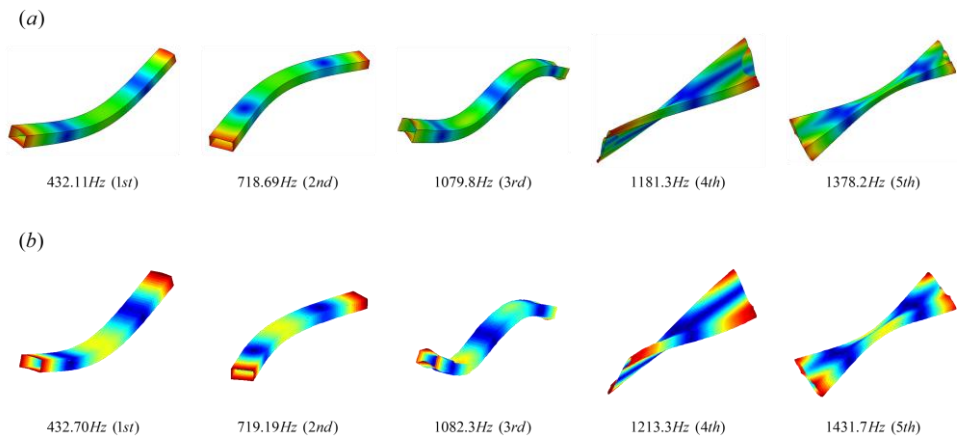 (a)
432.11Hz (1st) 718.69Hz (2nd) 1079.8Hz (3rd) 1181.3Hz (4th) 1378.2Hz (5th)
(b)
432.70Hz (1st) 719.19Hz (2nd) 1082.3Hz (3rd) 1213.3Hz (4th) 1431.7Hz (5th)